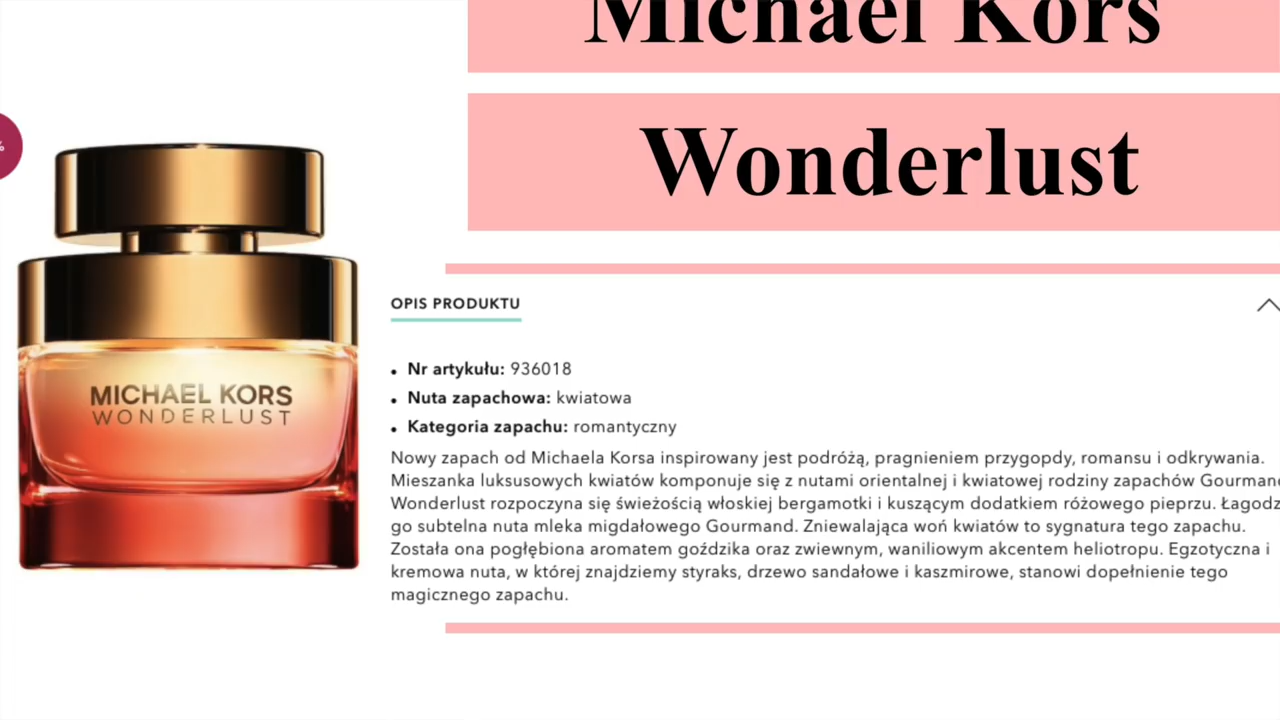 Michael Kors
Wonderlust
%
MICHAEL KORS
WONDERLUST
OPIS PRODUKTU
• Nr artykułu: 936018
• Nuta zapachowa: kwiatowa
• Kategoria zapachu: romantyczny
Nowy zapach od Michaela Korsa inspirowany jest podróżą, pragnieniem przygopdy, romansu i odkrywania.
Mieszanka luksusowych kwiatów komponuje się z nutami orientalnej i kwiatowej rodziny zapachów Gourmand
Wonderlust rozpoczyna się świeżością włoskiej bergamotki i kuszącym dodatkiem różowego pieprzu. Łagodz
go subtelna nuta mleka migdałowego Gourmand. Zniewalająca woń kwiatów to sygnatura tego zapachu.
Została ona pogłębiona aromatem goździka oraz zwiewnym, waniliowym akcentem heliotropu. Egzotyczna i
kremowa nuta, w której znajdziemy styraks, drzewo sandałowe i kaszmirowe, stanowi dopełnienie tego
magicznego zapachu.